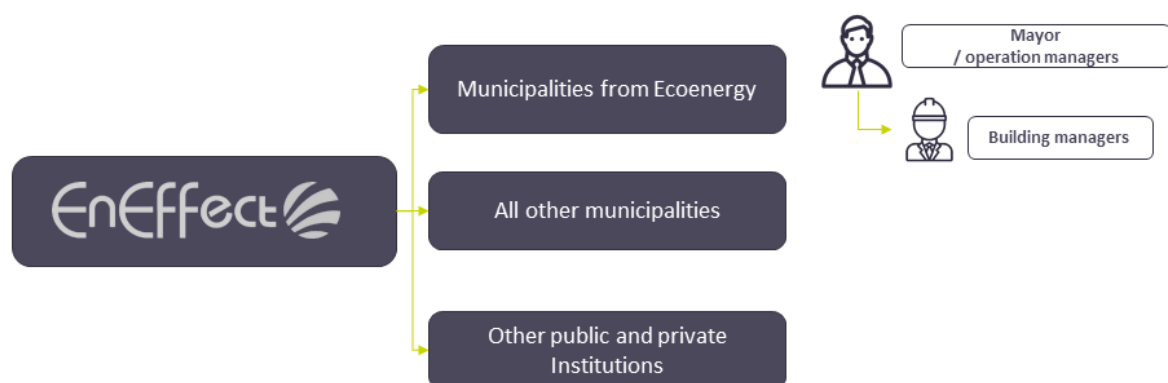 EnEffect
Municipalities from Ecoenergy
All other municipalities
Other public and private
Institutions
Mayor
/ operation managers
Building managers